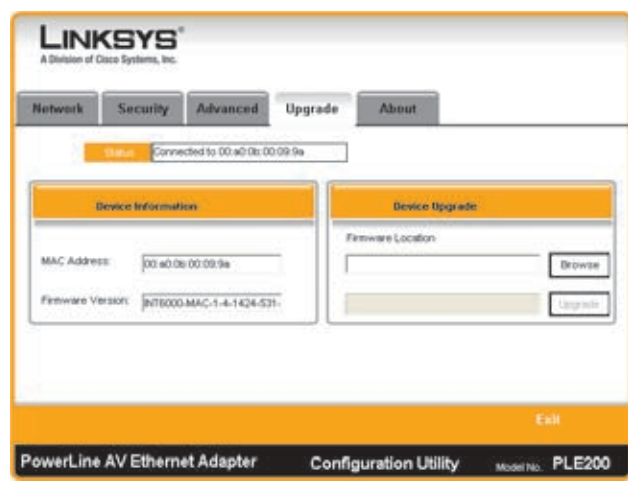 LINKSYS®
A Division of Cisco Systems, Inc.
Network Security Advanced Upgrade About
Status Connected to 00:a0:0b:00:09:9a
Device Information
Device Upgrade
Firmware Location
MAC Address: 00:a0:0b:00:09:9a
Browse
Firmware Version: INT6000-MAC-1-4-1424-531-
Upgrade
Exit
PowerLine AV Ethernet Adapter Configuration Utility Model No. PLE200